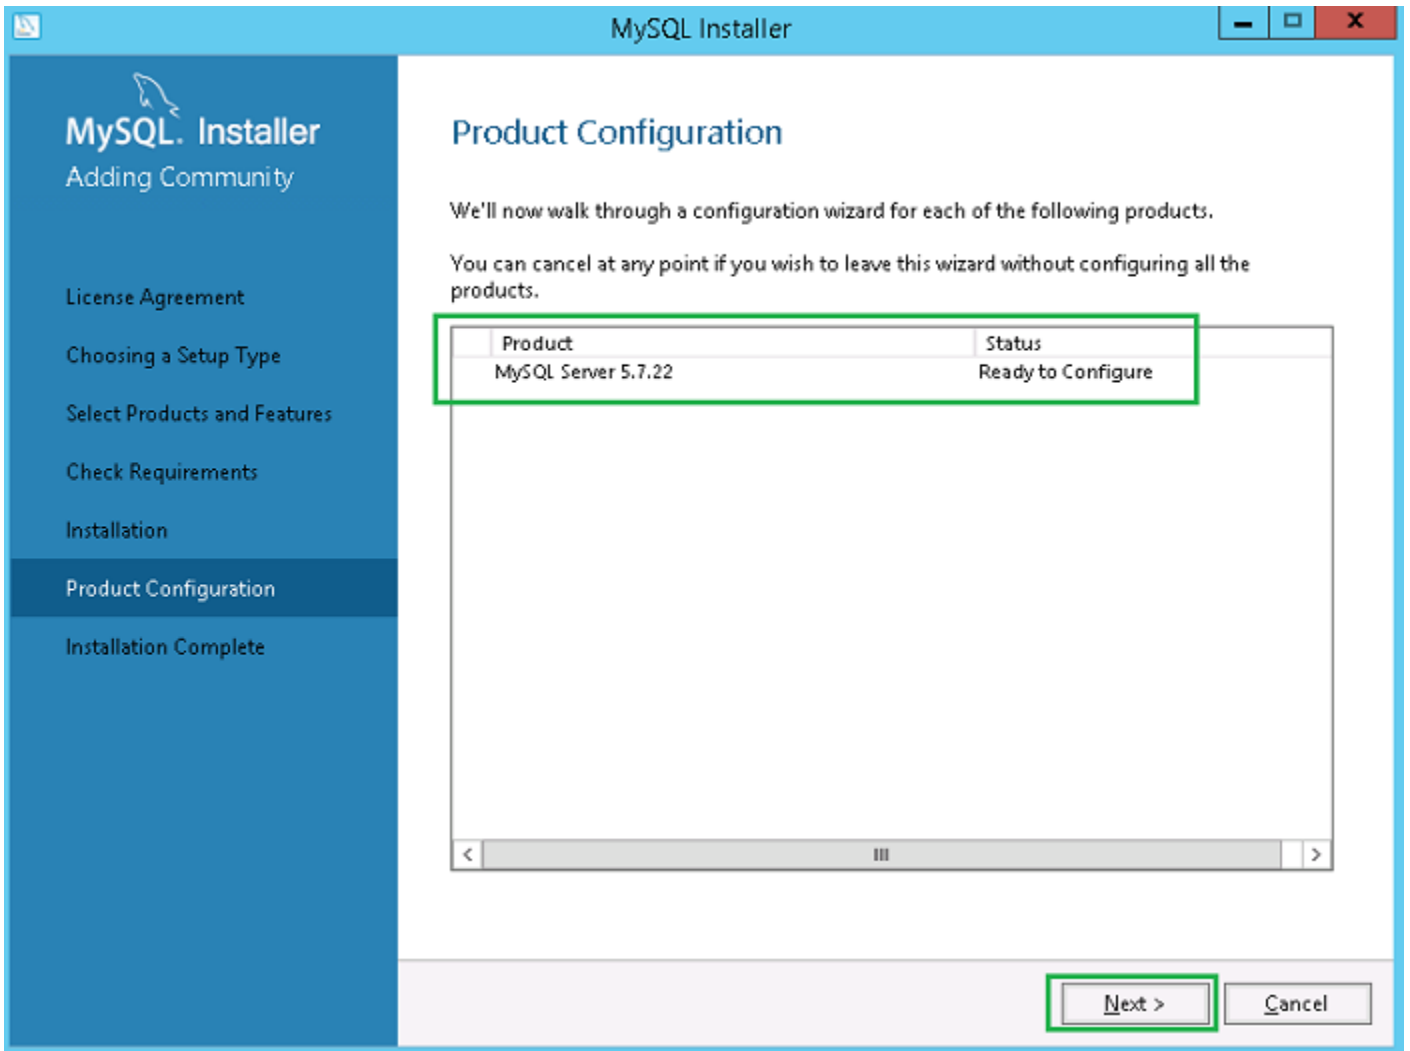 MySQL Installer
MySQL. Installer
Adding Community
License Agreement
Choosing a Setup Type
Select Products and Features
Check Requirements
Installation
Product Configuration
Installation Complete
Product Configuration
We'll now walk through a configuration wizard for each of the following products.
You can cancel at any point if you wish to leave this wizard without configuring all the
products.
Product Status
MySQL Server 5.7.22 Ready to Configure
Next > Cancel